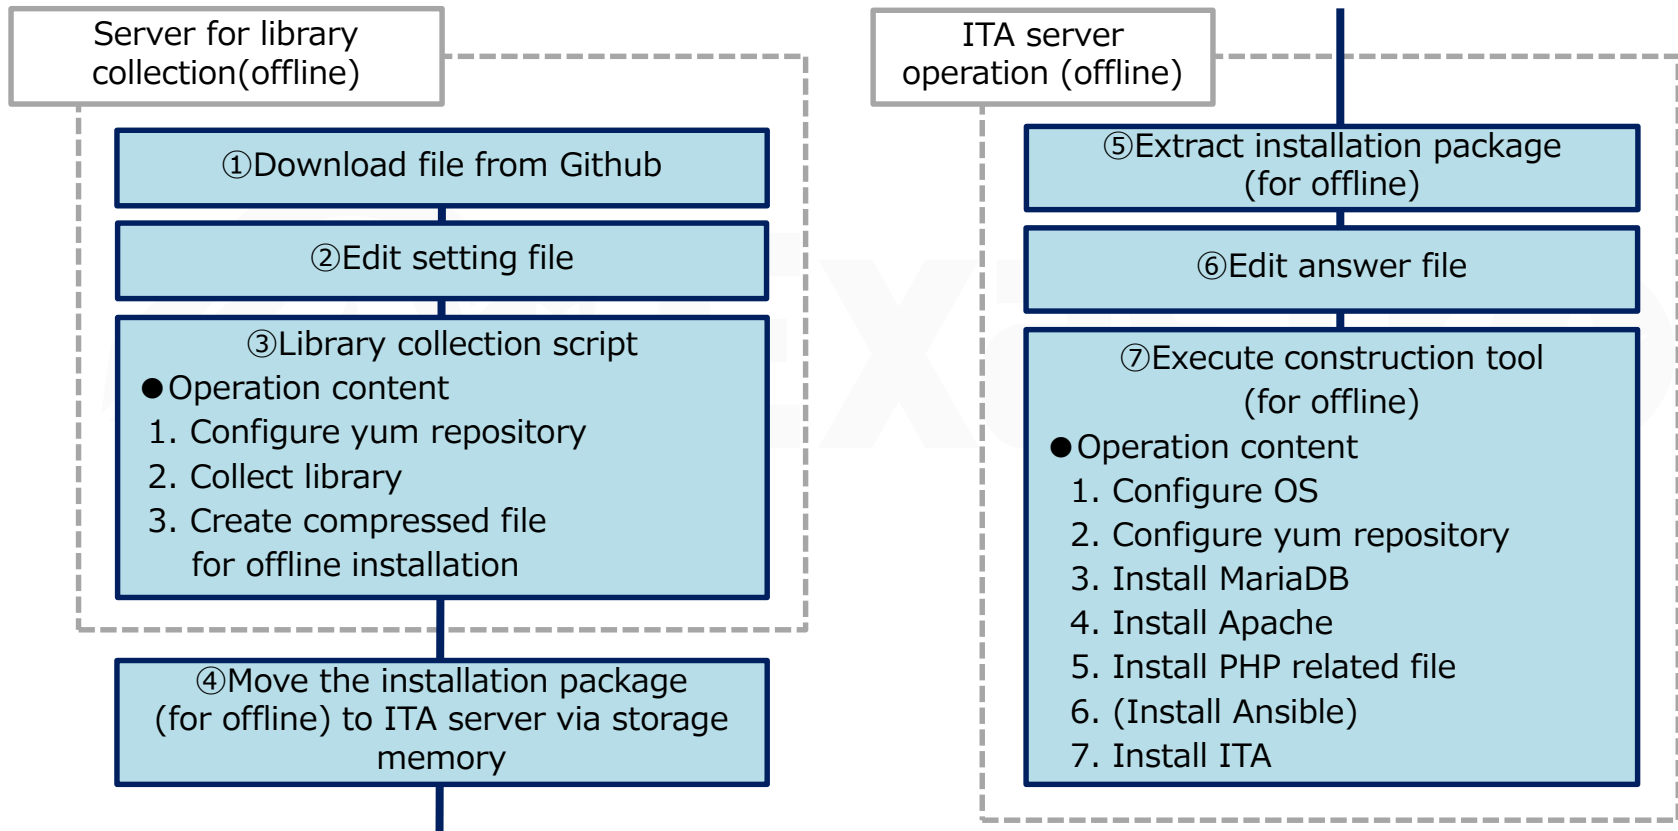 Server for library
collection(offline)
①Download file from Github
②Edit setting file
③Library collection script
●Operation content
1. Configure yum repository
2. Collect library
3. Create compressed file
for offline installation
④Move the installation package
(for offline) to ITA server via storage
memory
ITA server
operation (offline)
⑤Extract installation package
(for offline)
⑥Edit answer file
⑦Execute construction tool
(for offline)
●Operation content
1. Configure OS
2. Configure yum repository
3. Install MariaDB
4. Install Apache
5. Install PHP related file
6. (Install Ansible)
7. Install ITA